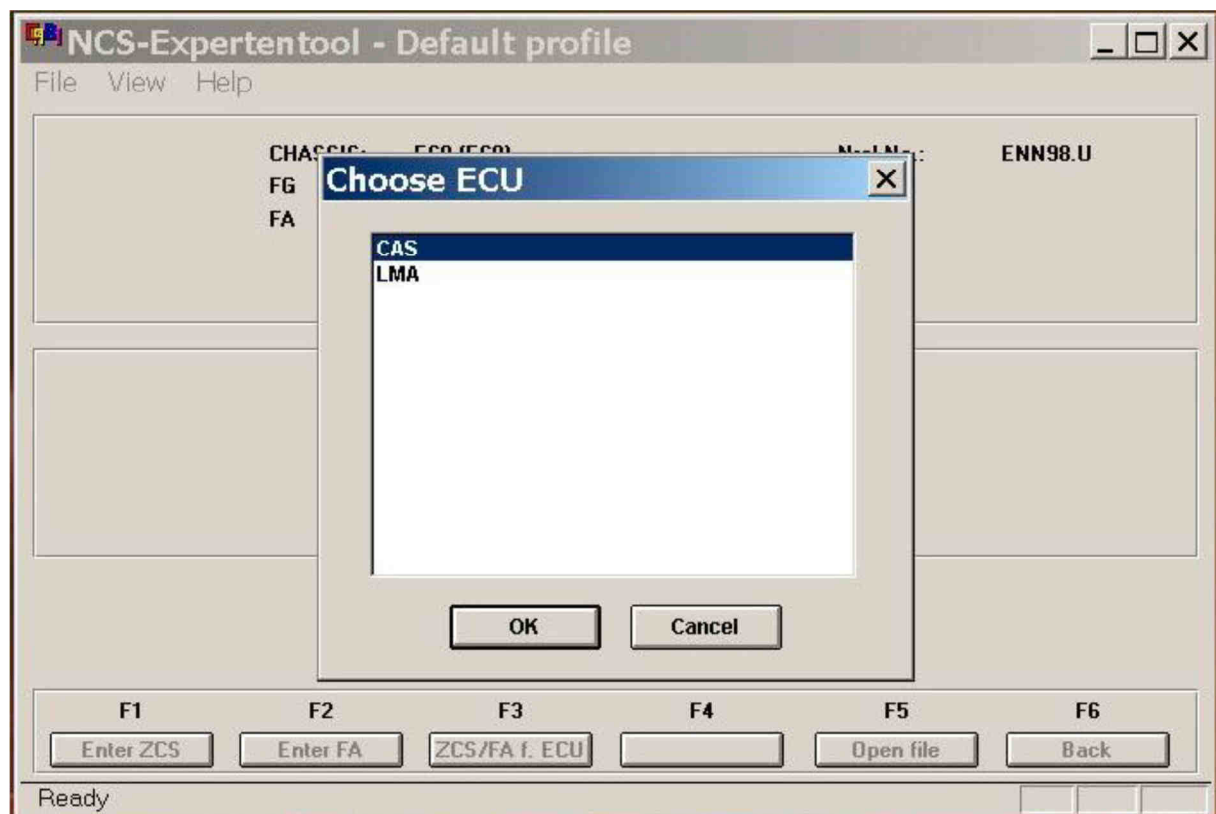 NCS-Expertentool - Default profile
File View Help
ENN98.U
FG
FA
Choose ECU
CAS
LMA
OK Cancel
F1 F2 F3 F4 F5 F6
Enter ZCS Enter FA ZCS/FA f. ECU Open file Back
Ready